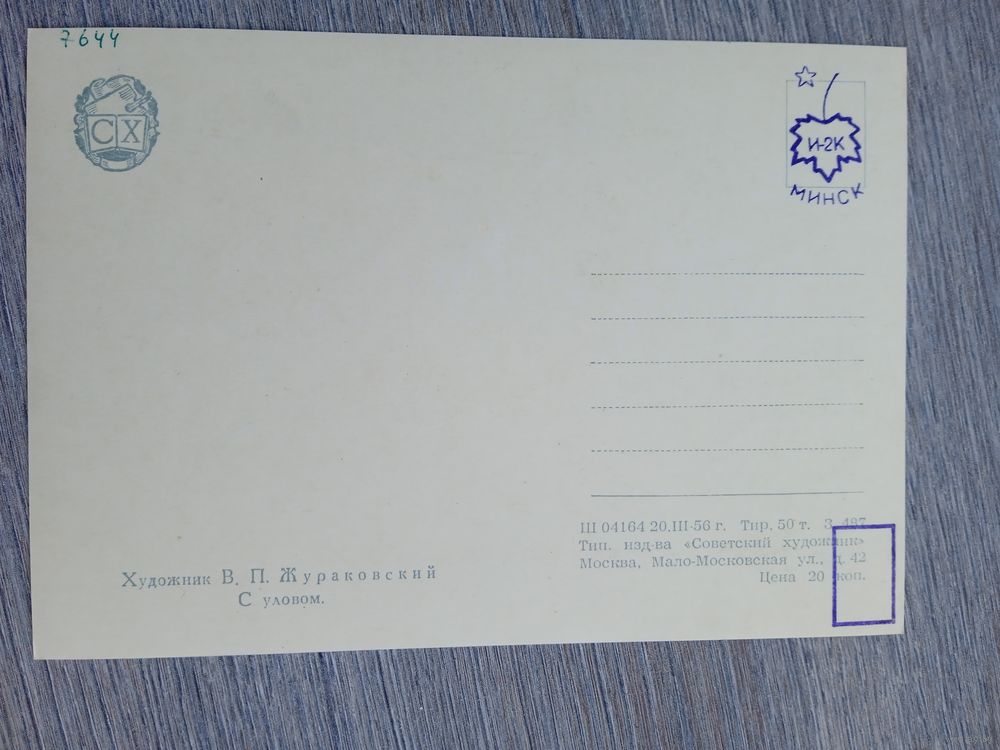 7644
СХ
И-2К
МИНСК
Ш 04164 20.III-56 г. Тир. 50 т. З. 487
Тип. изд-ва «Советский художник»
Москва, Мало-Московская ул., д. 42
Цена 20 коп.
Художник В. П. Жураковский
С уловом.